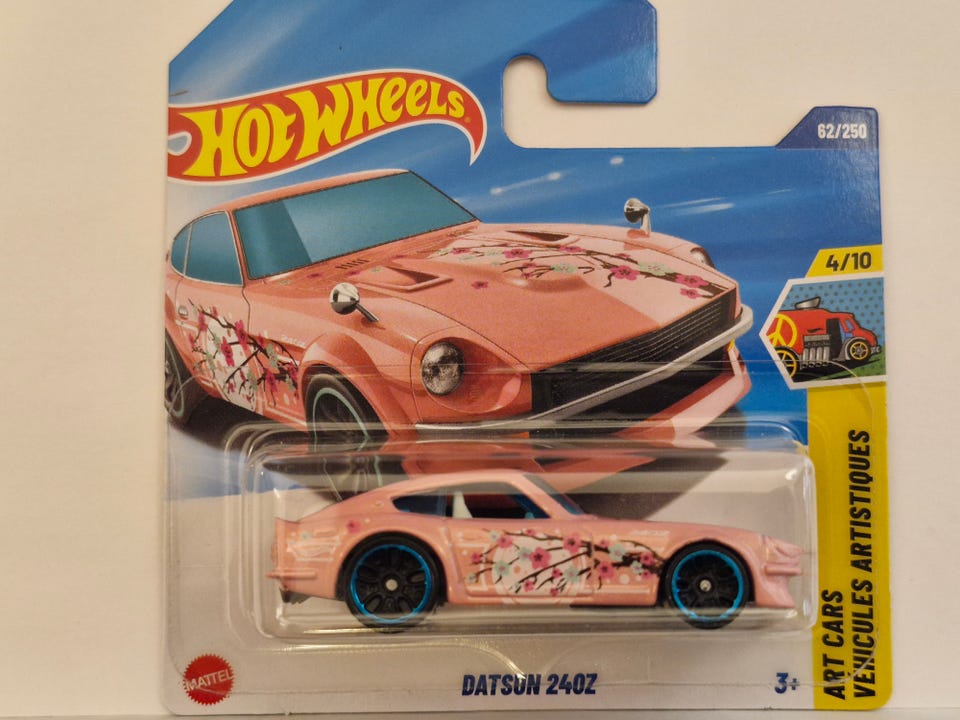 HOT WHEELS
62/250
4/10
ART CARS
VÉHICULES ARTISTIQUES
MATTEL
DATSUN 240Z
3+